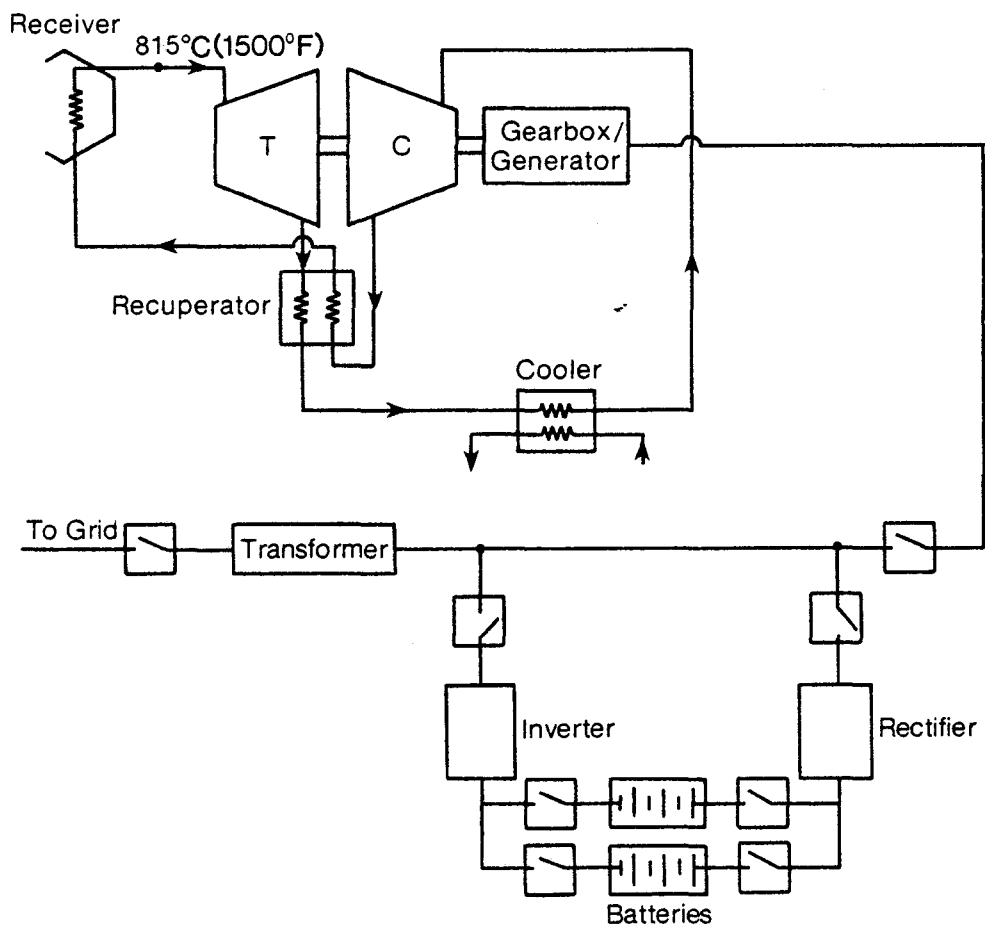 Receiver
815°C(1500°F)
T
C
Gearbox/
Generator
Recuperator
Cooler
To Grid
Transformer
Inverter
Rectifier
Batteries